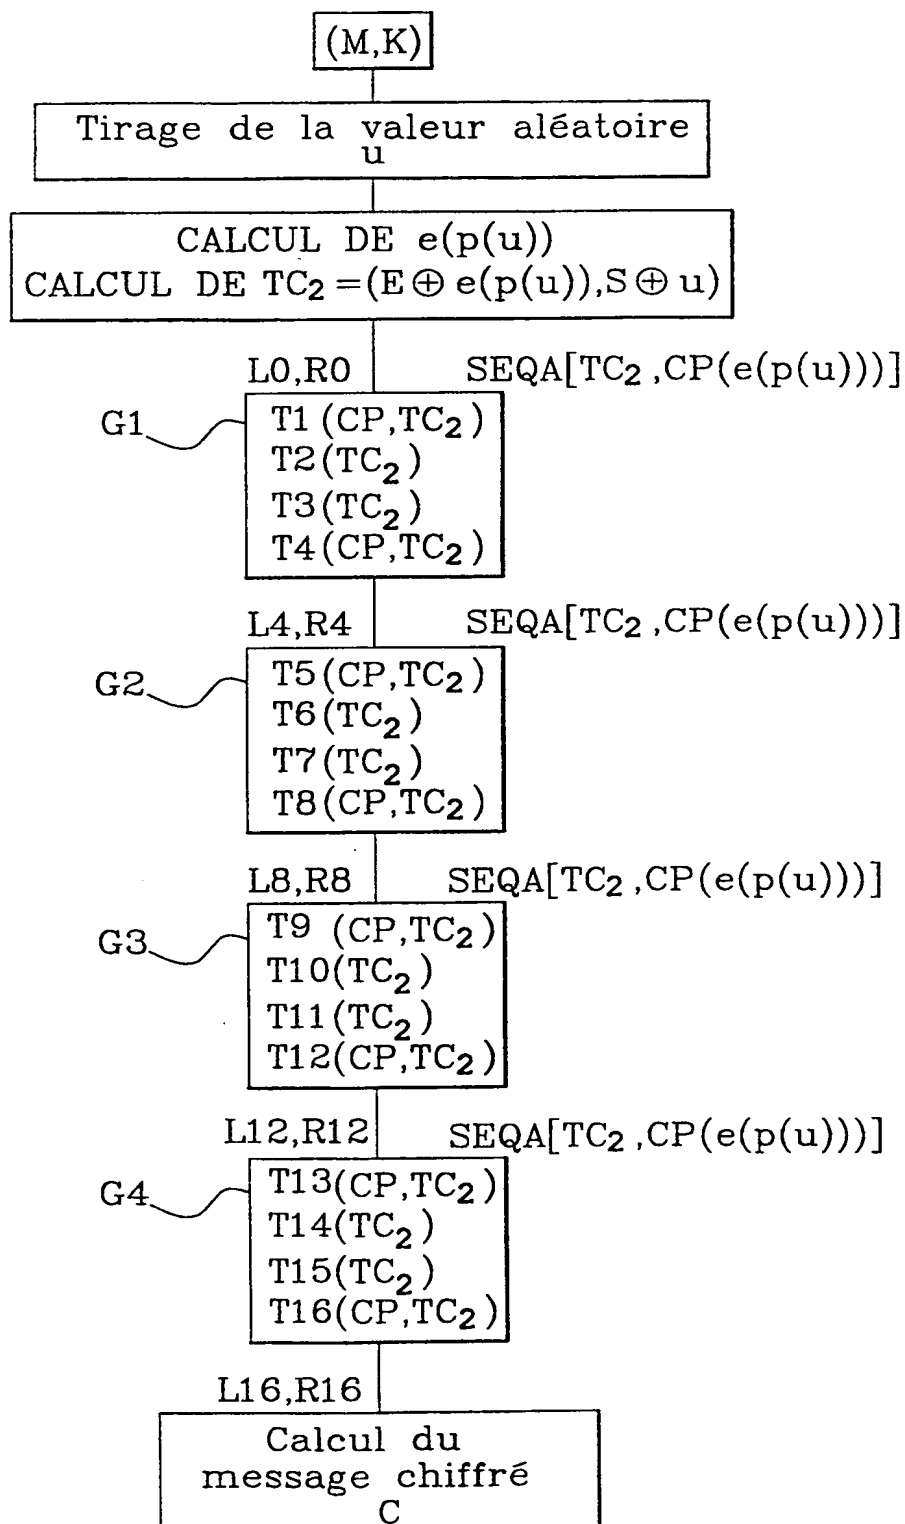 (M,K)
Tirage de la valeur aléatoire
u
CALCUL DE e(p(u))
CALCUL DE TC₂=(E⊕e(p(u)),S⊕u)
L0,R0 SEQA[TC₂,CP(e(p(u)))]
G1
T1(CP,TC₂)
T2(TC₂)
T3(TC₂)
T4(CP,TC₂)
L4,R4 SEQA[TC₂,CP(e(p(u)))]
G2
T5(CP,TC₂)
T6(TC₂)
T7(TC₂)
T8(CP,TC₂)
L8,R8 SEQA[TC₂,CP(e(p(u)))]
G3
T9 (CP,TC₂)
T10(TC₂)
T11(TC₂)
T12(CP,TC₂)
L12,R12 SEQA[TC₂,CP(e(p(u)))]
G4
T13(CP,TC₂)
T14(TC₂)
T15(TC₂)
T16(CP,TC₂)
L16,R16
Calcul du
message chiffré
C